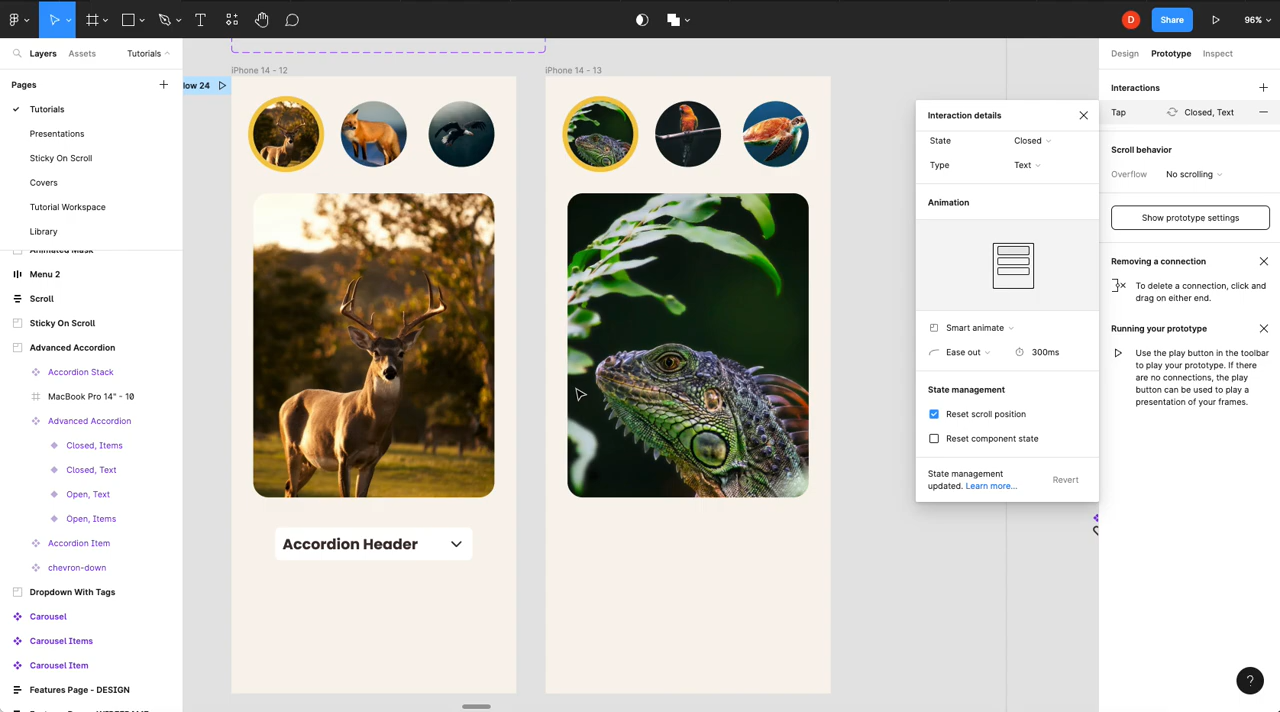 D
Share
96%
Layers
Assets
Tutorials
Design
Prototype
Inspect
Pages
Tutorials
Presentations
Sticky On Scroll
Covers
Tutorial Workspace
Library
Menu 2
Scroll
Sticky On Scroll
Advanced Accordion
Accordion Stack
MacBook Pro 14" - 10
Advanced Accordion
Closed, Items
Closed, Text
Open, Text
Open, Items
Accordion Item
chevron-down
Dropdown With Tags
Carousel
Carousel Items
Carousel Item
Features Page - DESIGN
iPhone 14 - 12
low 24
iPhone 14 - 13
Accordion Header
Interaction details
State
Closed
Type
Text
Animation
Smart animate
Ease out
300ms
State management
Reset scroll position
Reset component state
State management
updated. Learn more...
Revert
Interactions
Tap
Closed, Text
Scroll behavior
Overflow
No scrolling
Show prototype settings
Removing a connection
To delete a connection, click and
drag on either end.
Running your prototype
Use the play button in the toolbar
to play your prototype. If there
are no connections, the play
button can be used to play a
presentation of your frames.
?